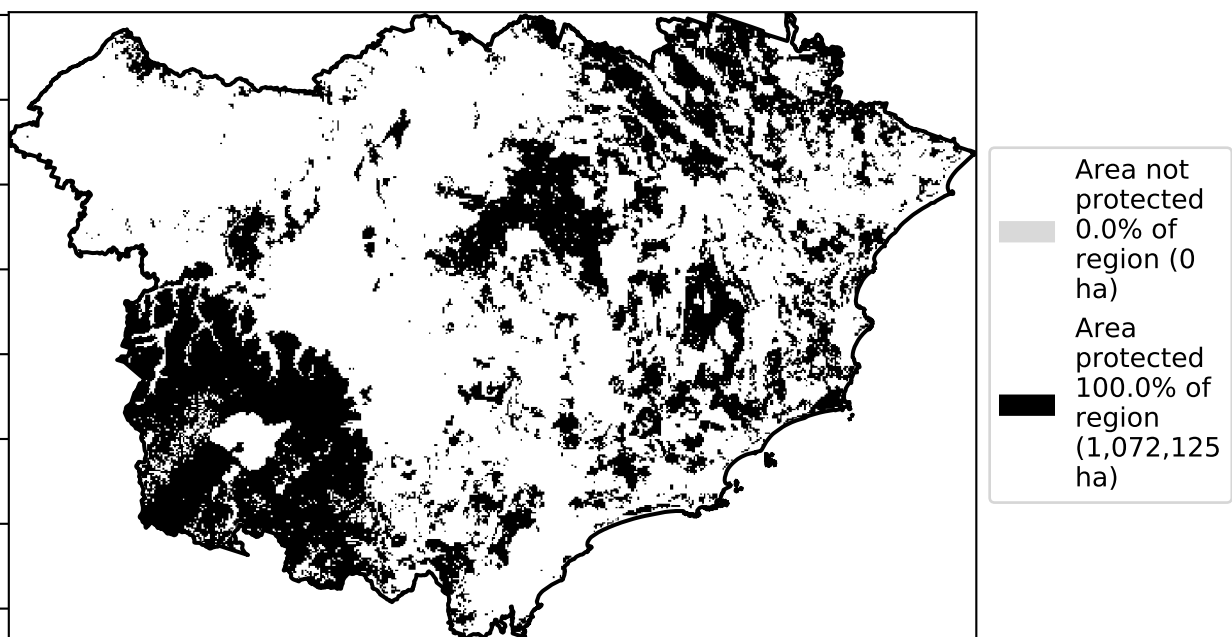 Area not
protected
0.0% of
region (0
ha)
Area
protected
100.0% of
region
(1,072,125
ha)